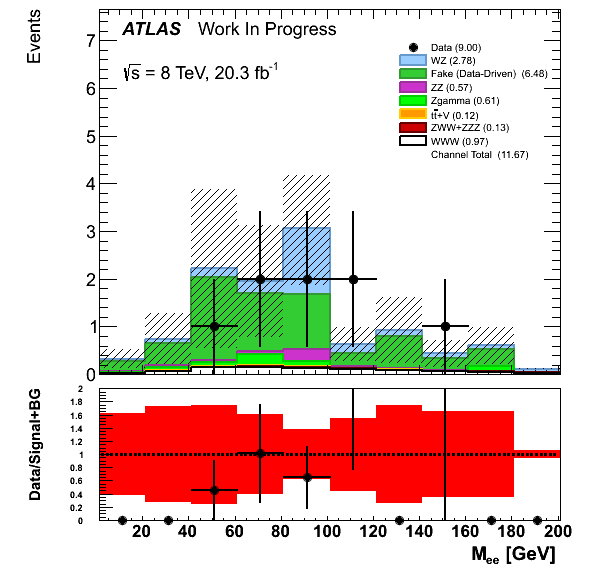 ATLAS Work In Progress
√s = 8 TeV, 20.3 fb-1
Data (9.00)
WZ (2.78)
Fake (Data-Driven) (6.48)
ZZ (0.57)
Zgamma (0.61)
tt̄+V (0.12)
ZWW+ZZZ (0.13)
WWW (0.97)
Channel Total (11.67)
Events
7
6
5
4
3
2
1
0
Data/Signal+BG
2
1.8
1.6
1.4
1.2
1
0.8
0.6
0.4
0.2
0
20 40 60 80 100 120 140 160 180 200
Mee [GeV]